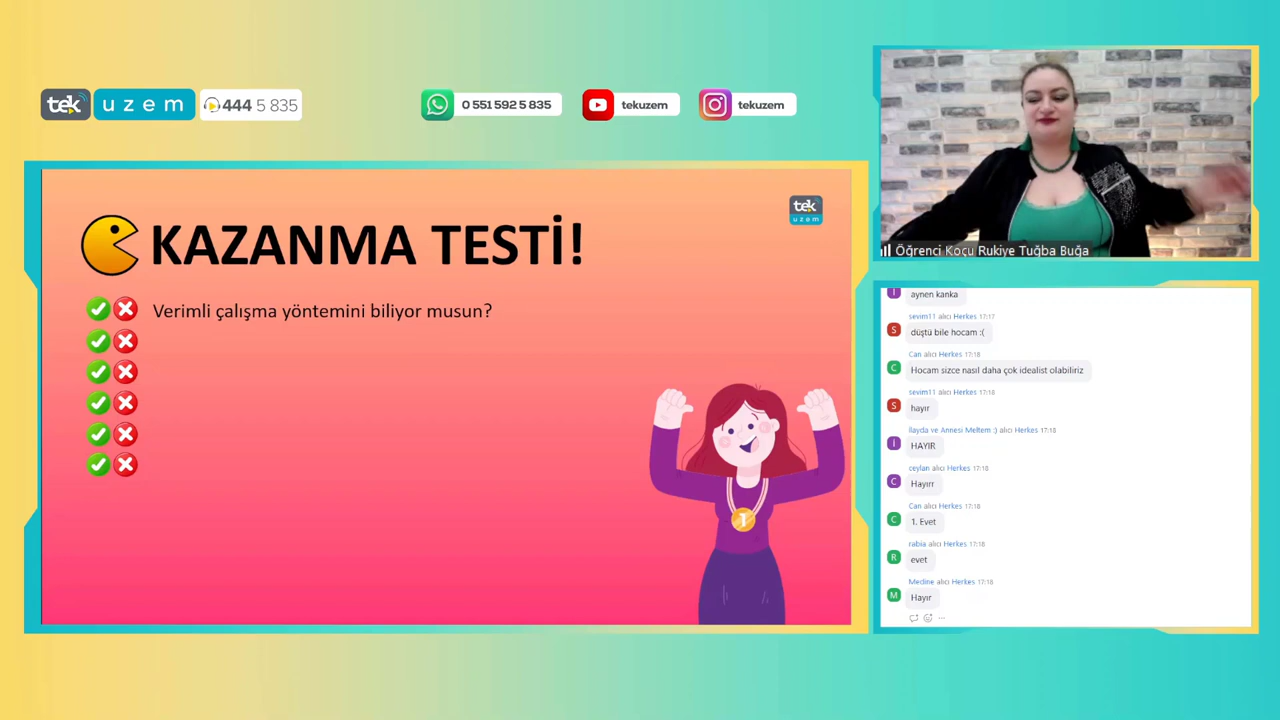 tek uzem 444 5 835
0 551 592 5 835
tekuzem
tekuzem
tek
uzem
KAZANMA TESTİ!
Verimli çalışma yöntemini biliyor musun?
1
Öğrenci Koçu Rukiye Tuğba Buğa
İ aynen kanka
sevim11 alıcı Herkes 17:17
S düştü bile hocam :(
Can alıcı Herkes 17:18
C Hocam sizce nasıl daha çok idealist olabiliriz
sevim11 alıcı Herkes 17:18
S hayır
İlayda ve Annesi Meltem :) alıcı Herkes 17:18
İ HAYIR
ceylan alıcı Herkes 17:18
C Hayırr
Can alıcı Herkes 17:18
C 1. Evet
rabia alıcı Herkes 17:18
R evet
Medine alıcı Herkes 17:18
M Hayır